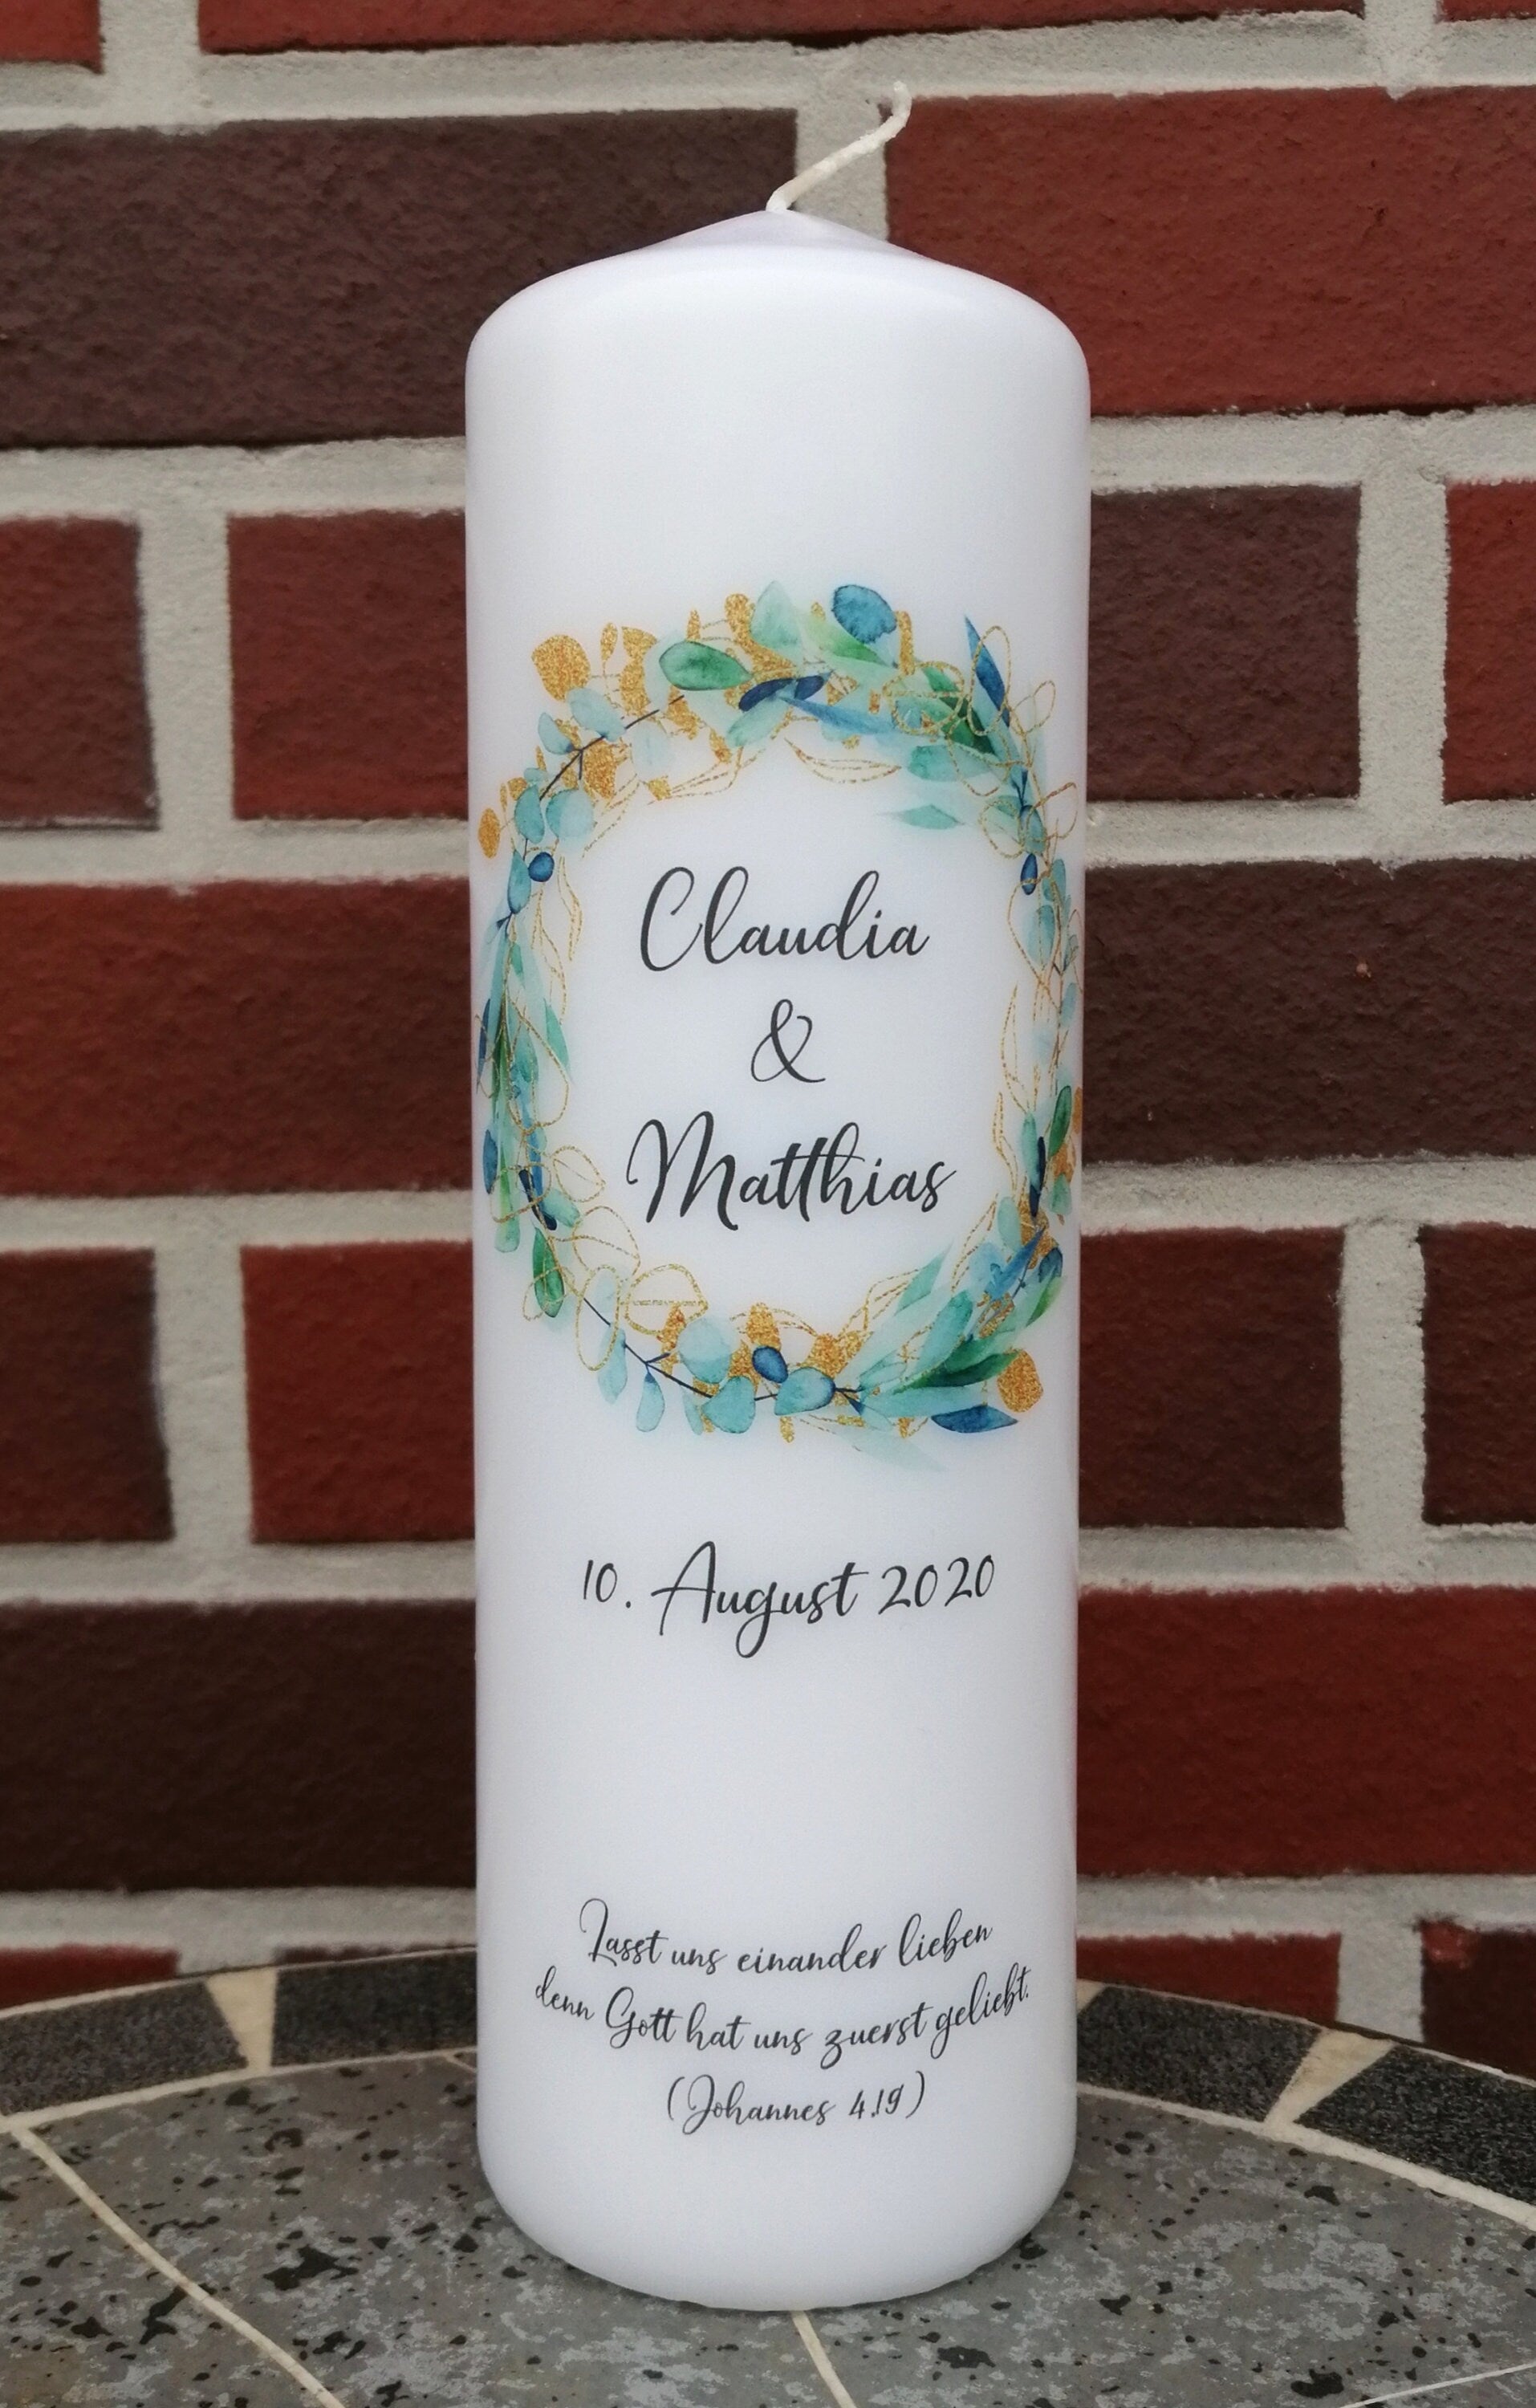 Claudia
&
Matthias
10. August 2020
Lasst uns einander lieben
denn Gott hat uns zuerst geliebt.
(Johannes 4.19)